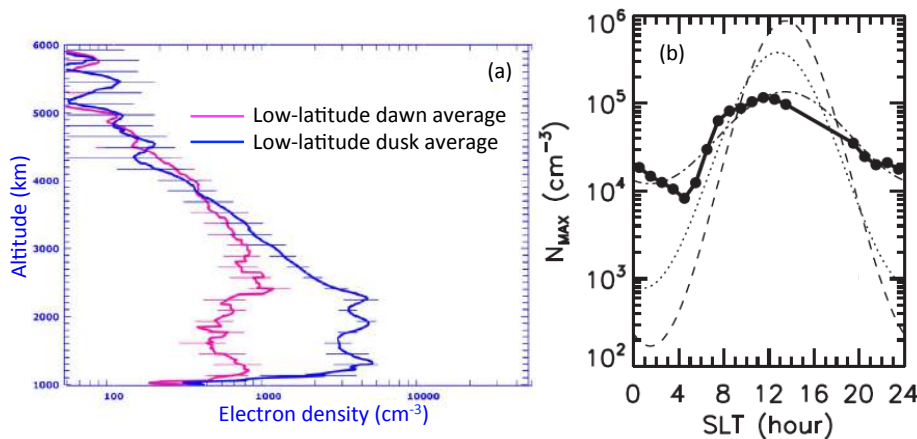 (a)
Low-latitude dawn average
Low-latitude dusk average
6000
5000
4000
3000
2000
1000
Altitude (km)
100
1000
10000
Electron density (cm⁻³)
(b)
10⁶
10⁵
10⁴
10³
10²
N_MAX (cm⁻³)
0 4 8 12 16 20 24
SLT (hour)